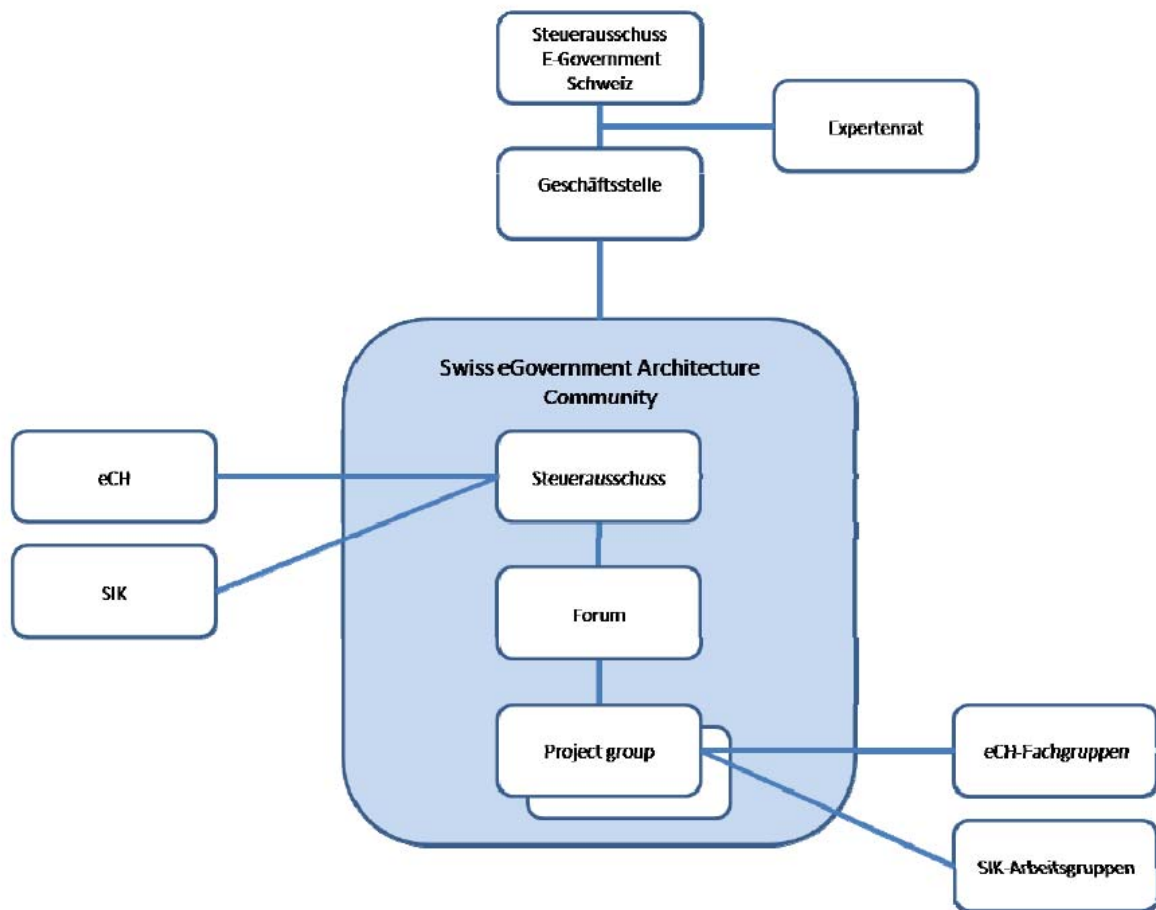 Steuerausschuss
E-Government
Schweiz
Expertenrat
Geschäftsstelle
Swiss eGovernment Architecture
Community
eCH
Steuerausschuss
SIK
Forum
Project group
eCH-Fachgruppen
SIK-Arbeitsgruppen